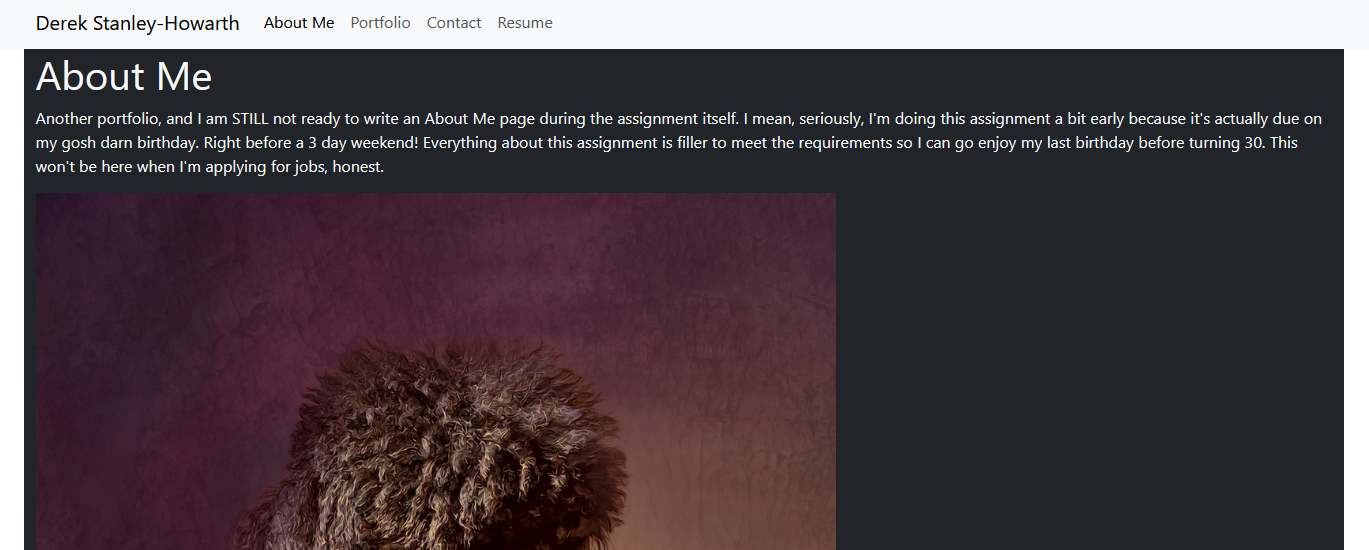 Derek Stanley-Howarth About Me Portfolio Contact Resume
About Me
Another portfolio, and I am STILL not ready to write an About Me page during the assignment itself. I mean, seriously, I'm doing this assignment a bit early because it's actually due on
my gosh darn birthday. Right before a 3 day weekend! Everything about this assignment is filler to meet the requirements so I can go enjoy my last birthday before turning 30. This
won't be here when I'm applying for jobs, honest.